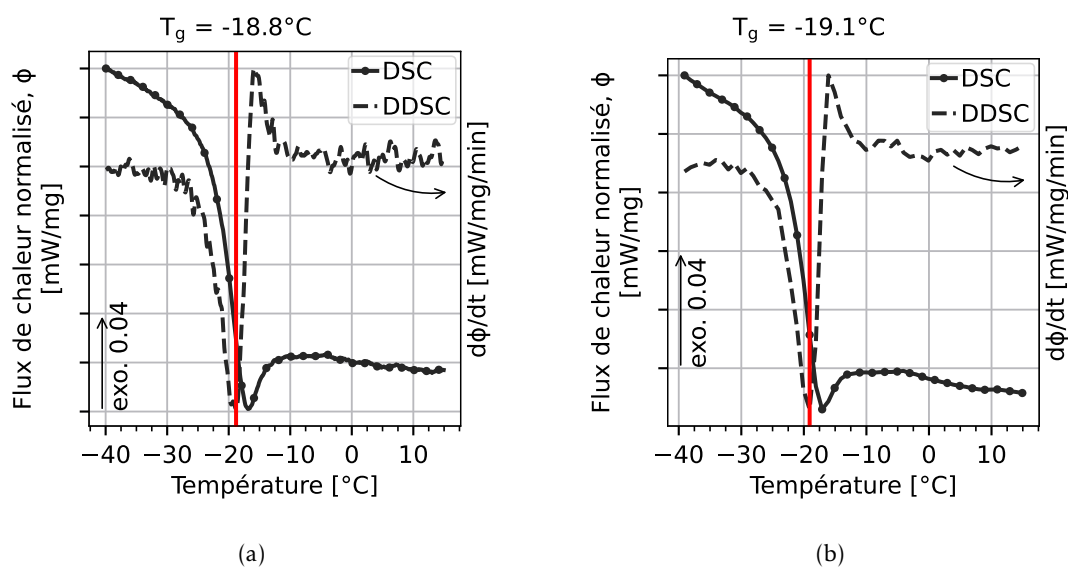 T_g = -18.8°C
DSC
DDSC
Flux de chaleur normalisé, ϕ
[mW/mg]
exo. 0.04
dϕ/dt [mW/mg/min]
−40 −30 −20 −10 0 10
Température [°C]
(a)
T_g = -19.1°C
DSC
DDSC
Flux de chaleur normalisé, ϕ
[mW/mg]
exo. 0.04
dϕ/dt [mW/mg/min]
−40 −30 −20 −10 0 10
Température [°C]
(b)